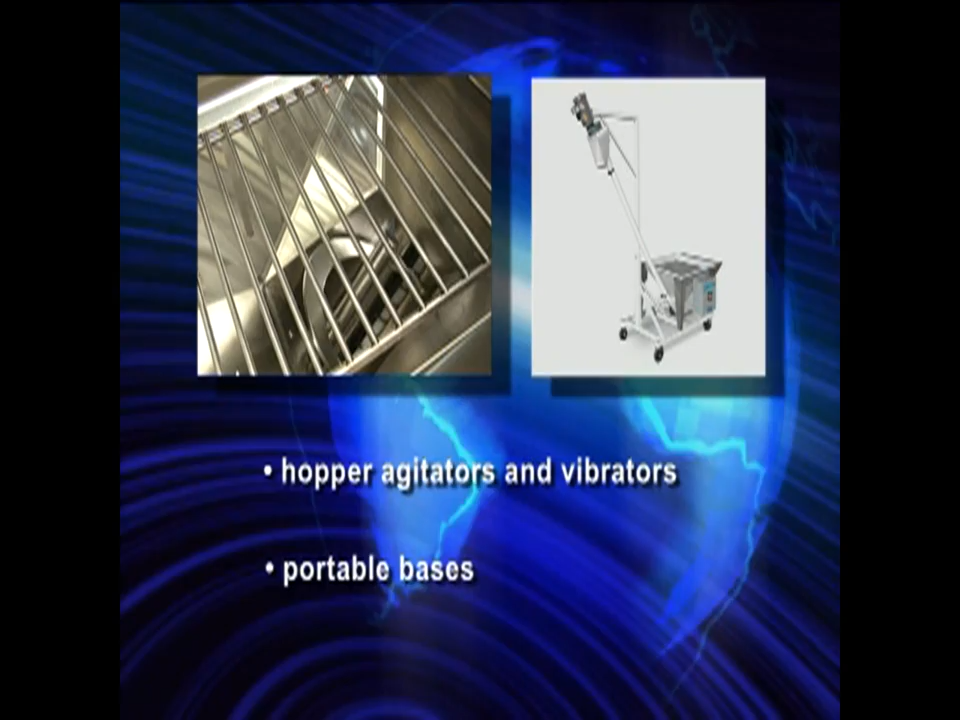 • hopper agitators and vibrators
• portable bases